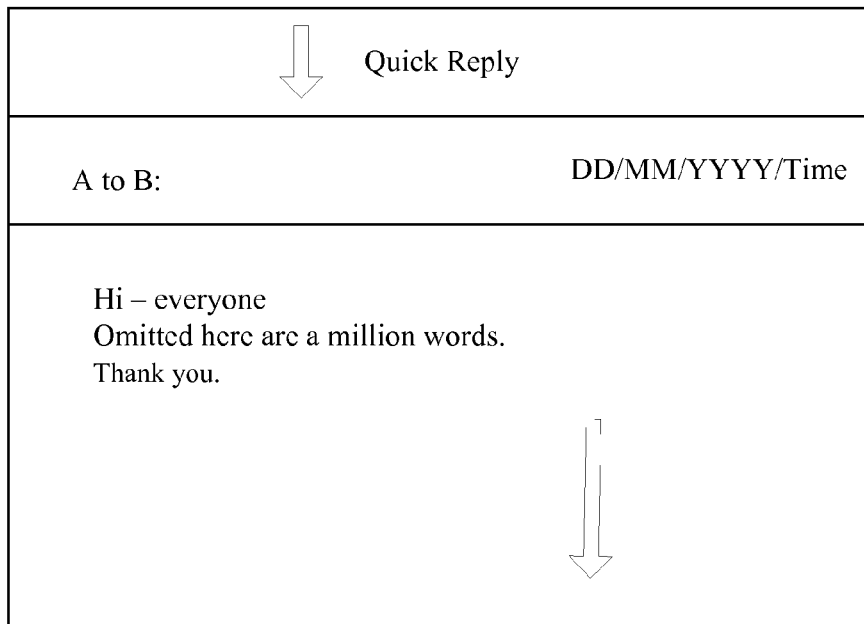 Quick Reply
A to B:
DD/MM/YYYY/Time
Hi – everyone
Omitted here are a million words.
Thank you.